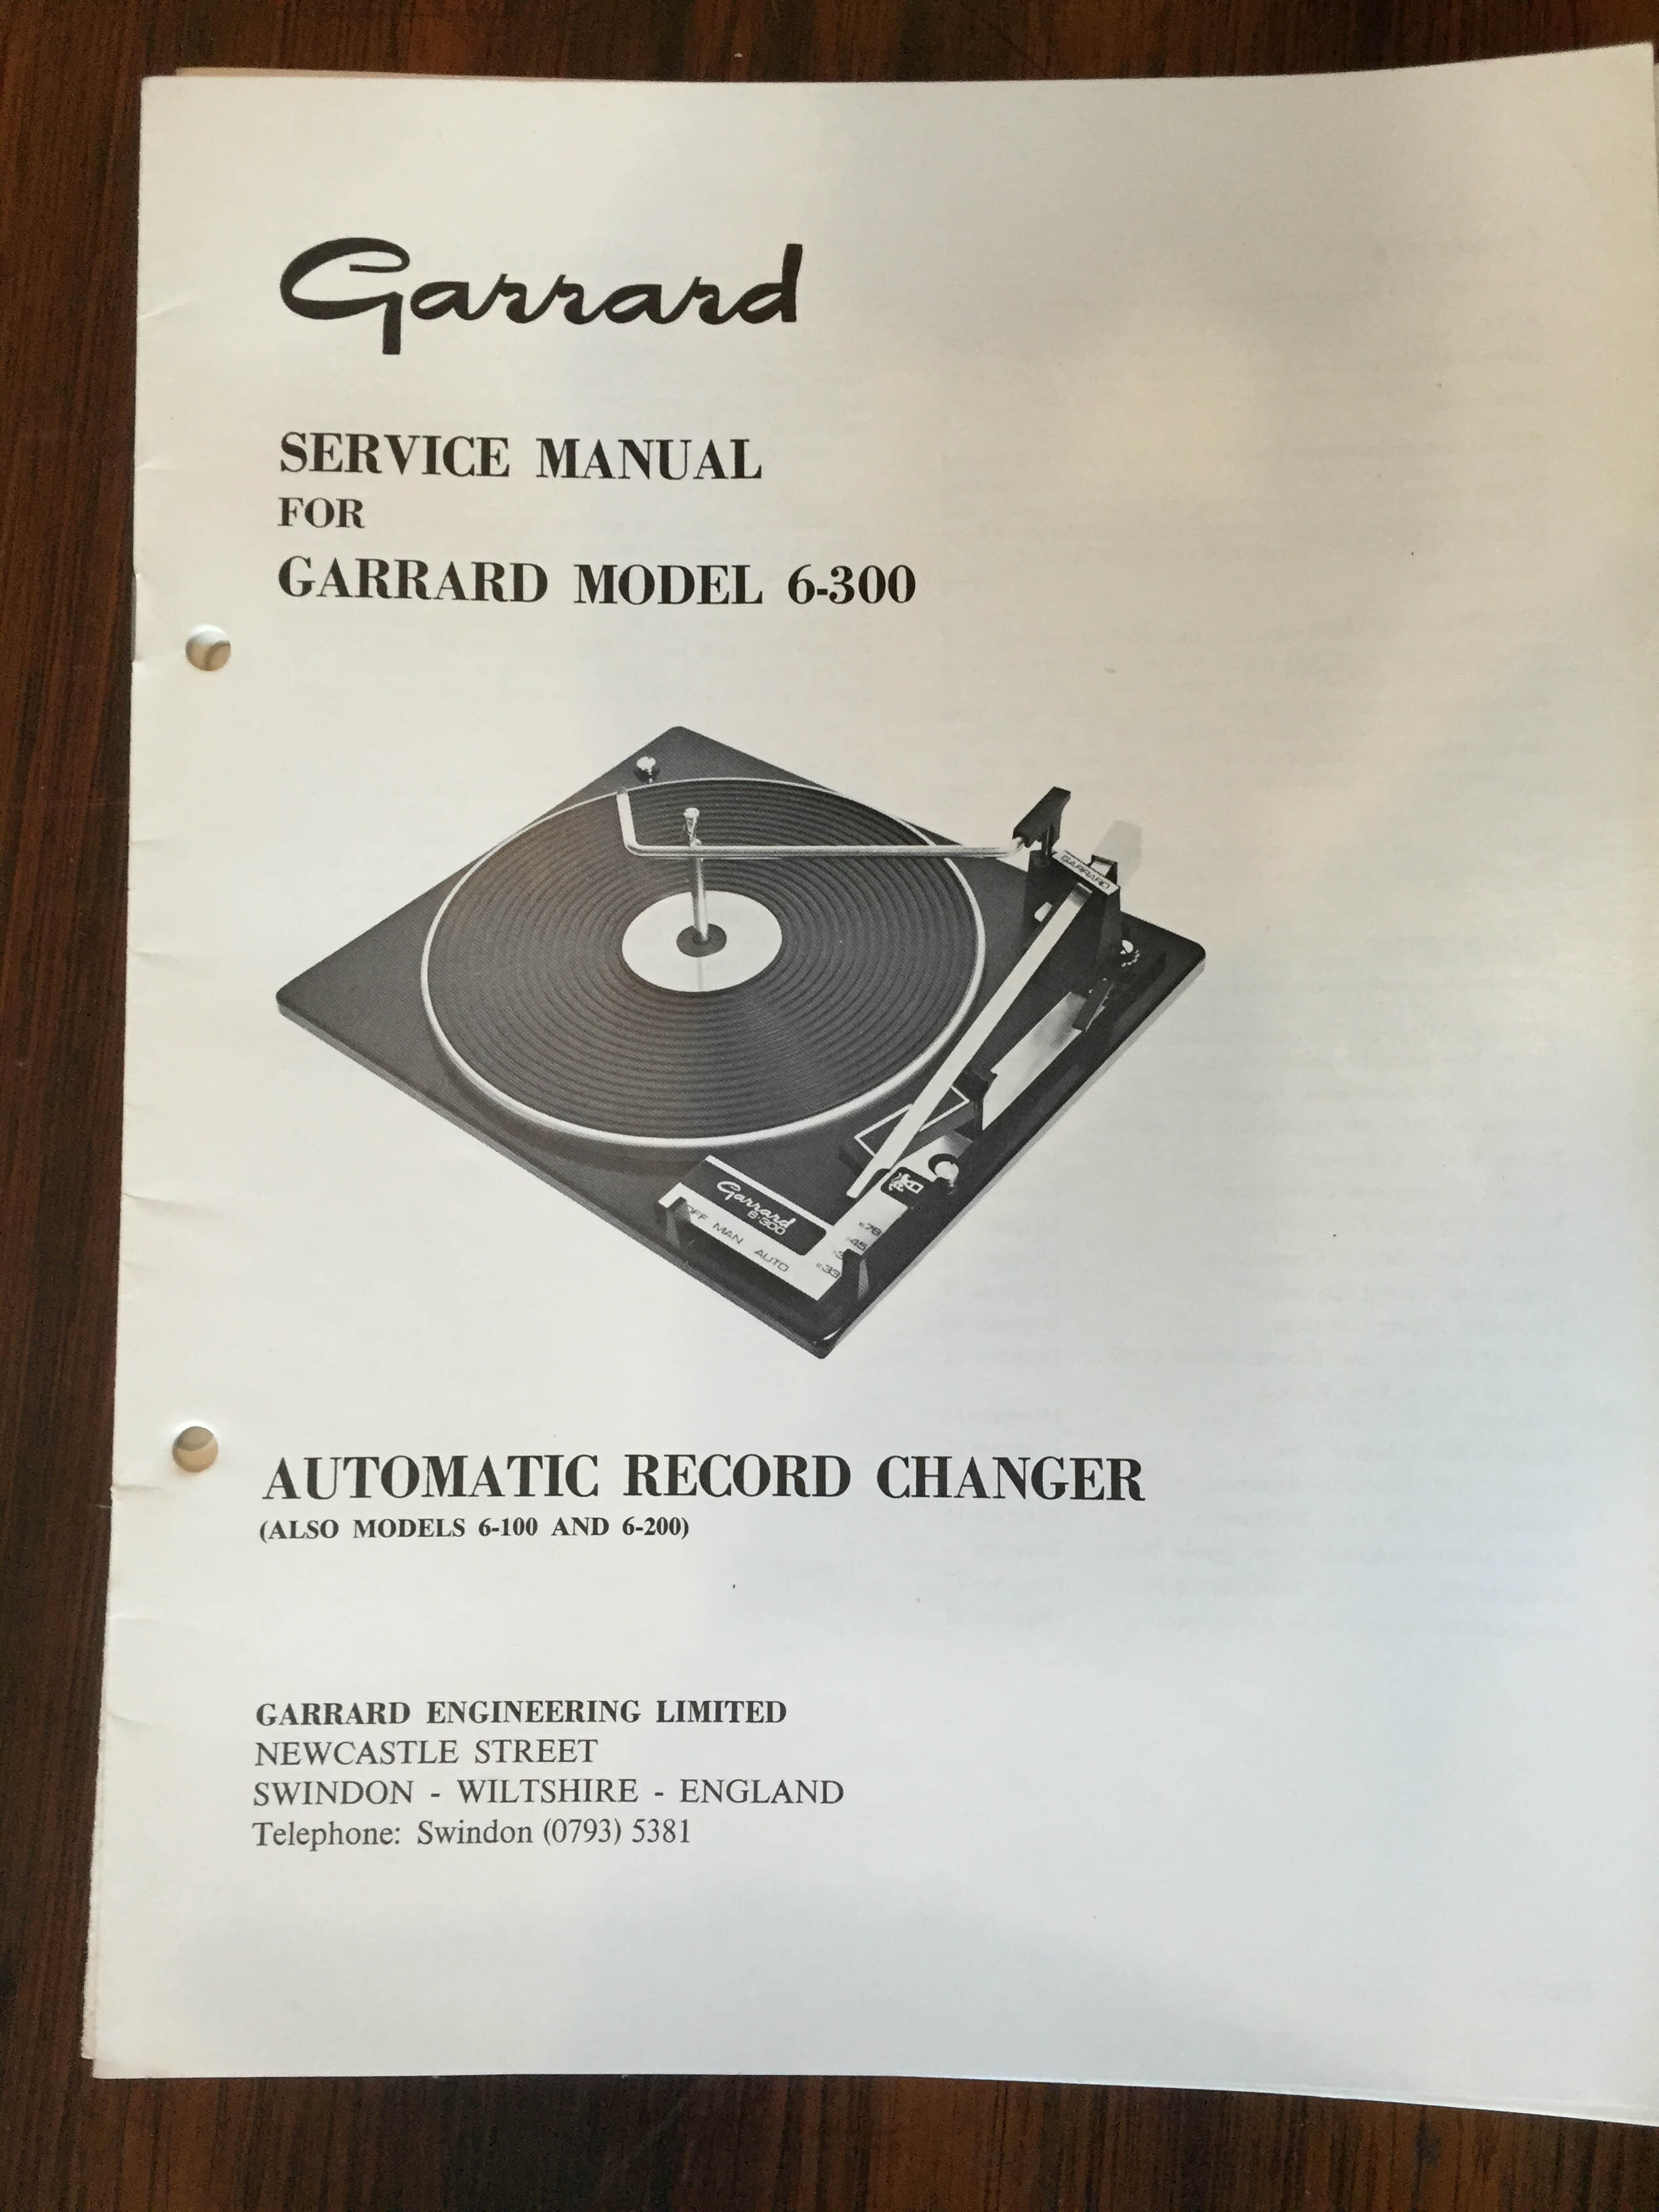 Garrard
SERVICE MANUAL
FOR
GARRARD MODEL 6-300
GARRARD
Garrard
6-300
OFF MAN AUTO
78
45
33
AUTOMATIC RECORD CHANGER
(ALSO MODELS 6-100 AND 6-200)
GARRARD ENGINEERING LIMITED
NEWCASTLE STREET
SWINDON - WILTSHIRE - ENGLAND
Telephone: Swindon (0793) 5381